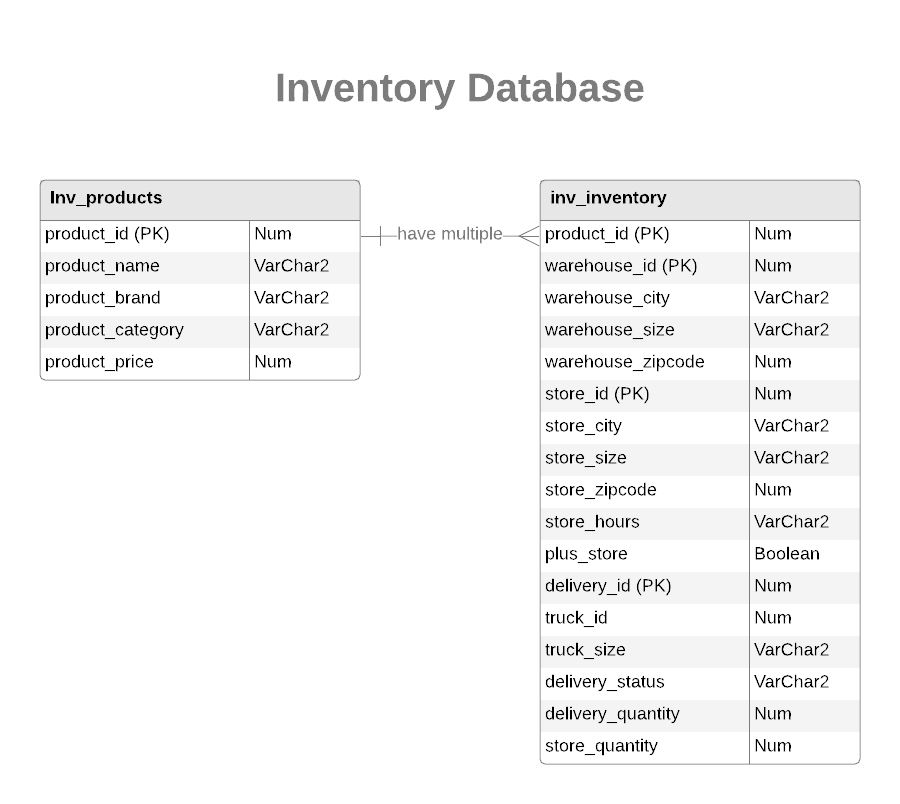 Inventory Database
Inv_products
product_id (PK) Num
product_name VarChar2
product_brand VarChar2
product_category VarChar2
product_price Num
have multiple
inv_inventory
product_id (PK) Num
warehouse_id (PK) Num
warehouse_city VarChar2
warehouse_size VarChar2
warehouse_zipcode Num
store_id (PK) Num
store_city VarChar2
store_size VarChar2
store_zipcode Num
store_hours VarChar2
plus_store Boolean
delivery_id (PK) Num
truck_id Num
truck_size VarChar2
delivery_status VarChar2
delivery_quantity Num
store_quantity Num